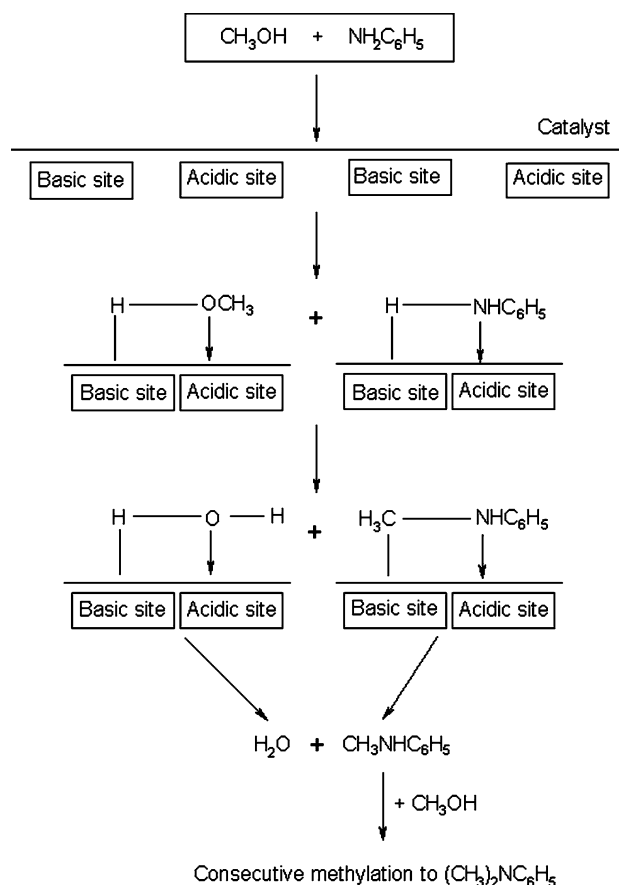 CH₃OH + NH₂C₆H₅
Catalyst
Basic site Acidic site Basic site Acidic site
H OCH₃ + H NHC₆H₅
Basic site Acidic site Basic site Acidic site
H O H + H₃C NHC₆H₅
Basic site Acidic site Basic site Acidic site
H₂O + CH₃NHC₆H₅
+ CH₃OH
Consecutive methylation to (CH₃)₂NC₆H₅